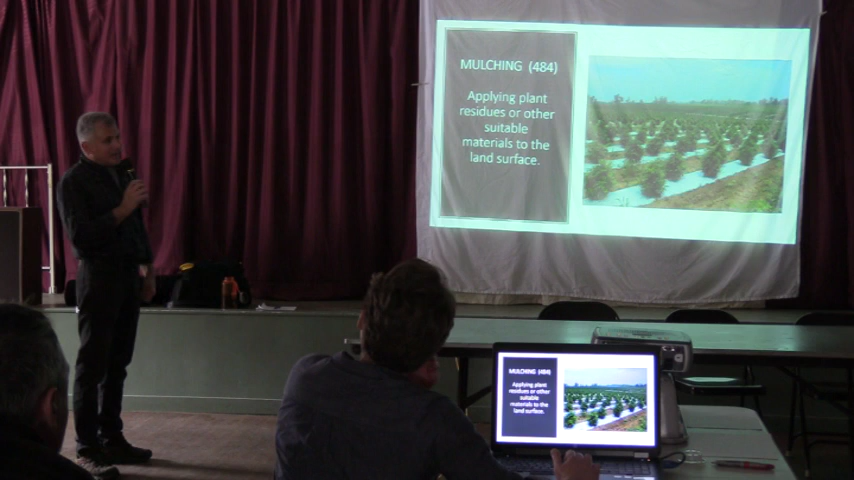 MULCHING (484)
Applying plant
residues or other
suitable
materials to the
land surface.
MULCHING (484)
Applying plant
residues or other
suitable
materials to the
land surface.